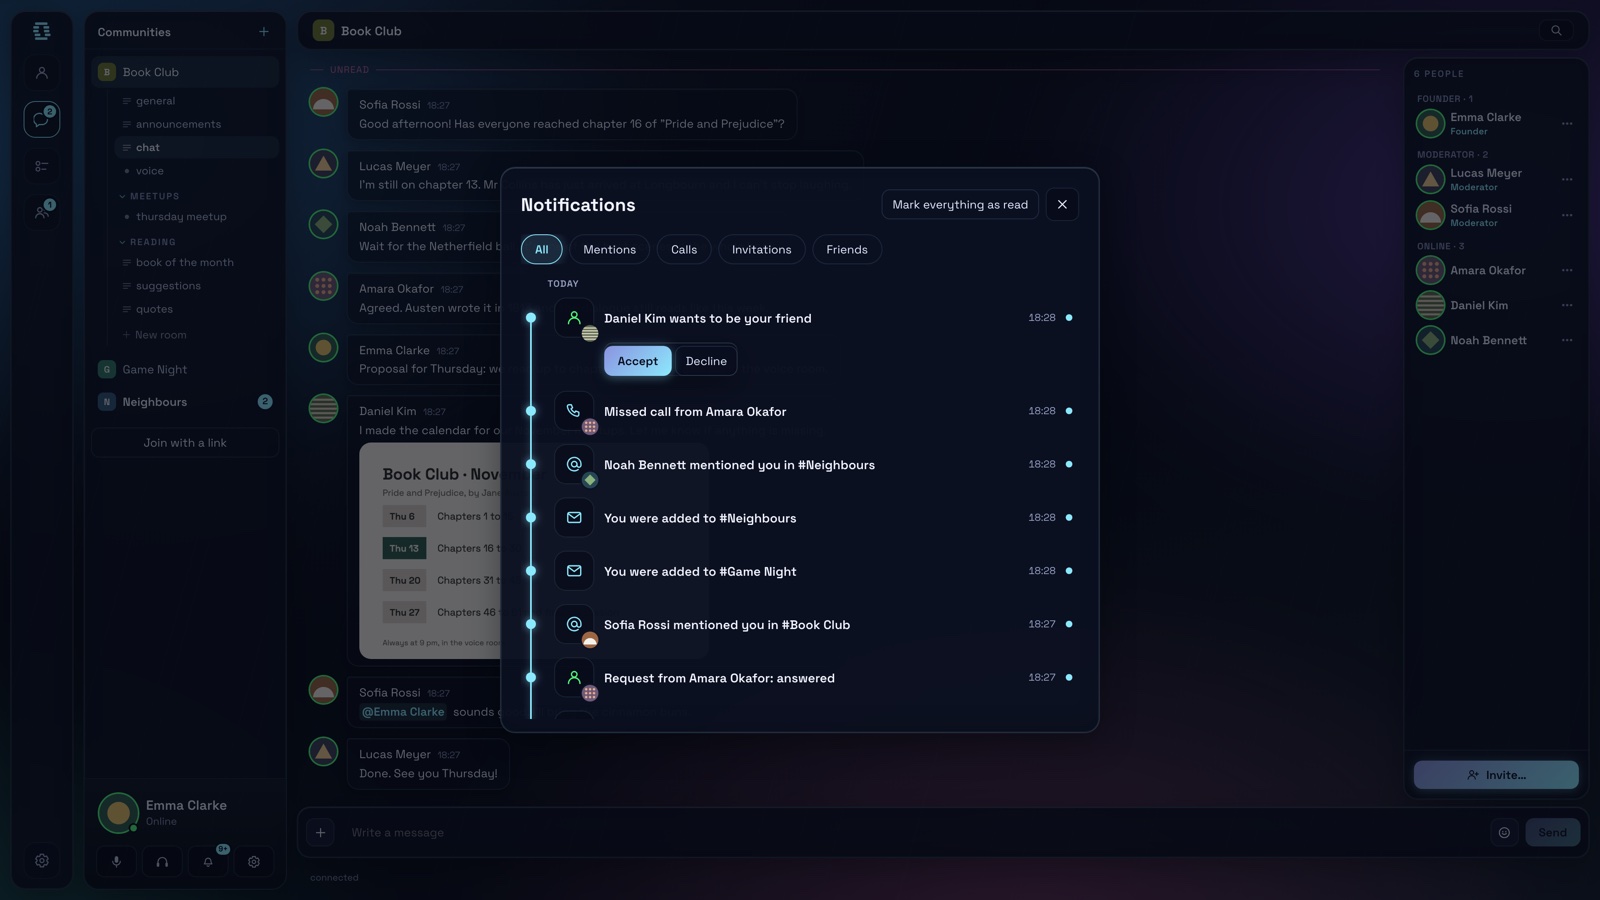 Communities
B Book Club
general
announcements
chat
voice
MEETUPS
thursday meetup
READING
book of the month
suggestions
quotes
New room
G Game Night
N Neighbours 2
Join with a link
Emma Clarke
Online
9+
2
1
B Book Club
UNREAD
Sofia Rossi 18:27
Good afternoon! Has everyone reached chapter 16 of "Pride and Prejudice"?
Lucas Meyer 18:27
I'm still on chapter 13. Mr
Noah Bennett 18:27
Wait for the Netherfield
Amara Okafor 18:27
Agreed. Austen wrote it in
Emma Clarke 18:27
Proposal for Thursday:
Daniel Kim 18:27
I made the calendar for
Book Club ·
Pride and Prejudice, by
Thu 6 Chapters 1 to
Thu 13 Chapters 16
Thu 20 Chapters 31
Thu 27 Chapters 46
Always at 9 pm, in the voice
Sofia Rossi 18:27
@Emma Clarke sounds
Lucas Meyer 18:27
Done. See you Thursday!
Write a message
Send
connected
Notifications
Mark everything as read
All Mentions Calls Invitations Friends
TODAY
Daniel Kim wants to be your friend 18:28
Accept Decline
Missed call from Amara Okafor 18:28
Noah Bennett mentioned you in #Neighbours 18:28
You were added to #Neighbours 18:28
You were added to #Game Night 18:28
Sofia Rossi mentioned you in #Book Club 18:27
Request from Amara Okafor: answered 18:27
6 PEOPLE
FOUNDER · 1
Emma Clarke
Founder
MODERATOR · 2
Lucas Meyer
Moderator
Sofia Rossi
Moderator
ONLINE · 3
Amara Okafor
Daniel Kim
Noah Bennett
Invite...